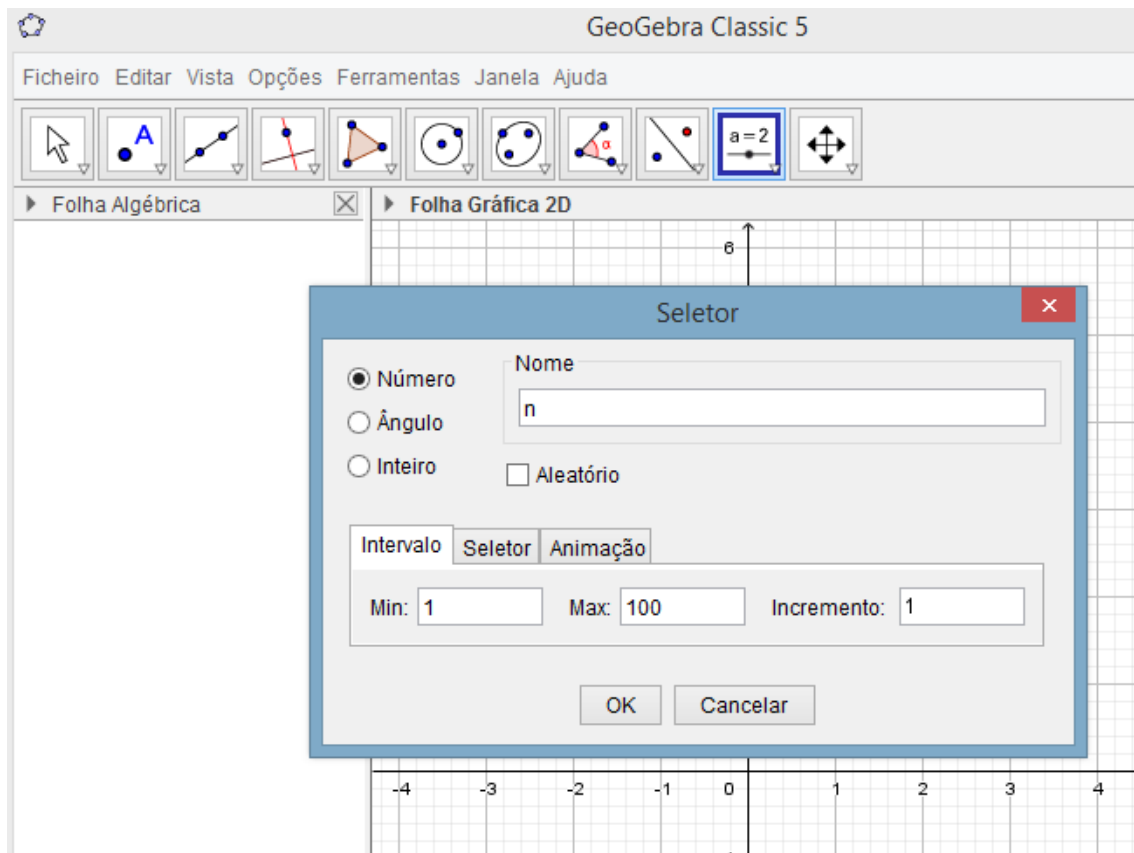 GeoGebra Classic 5
Ficheiro Editar Vista Opções Ferramentas Janela Ajuda
A
α
a = 2
Folha Algébrica
Folha Gráfica 2D
6
Seletor
Número
Nome
n
Ângulo
Inteiro
Aleatório
Intervalo Seletor Animação
Min: 1 Max: 100 Incremento: 1
OK Cancelar
-4 -3 -2 -1 0 1 2 3 4